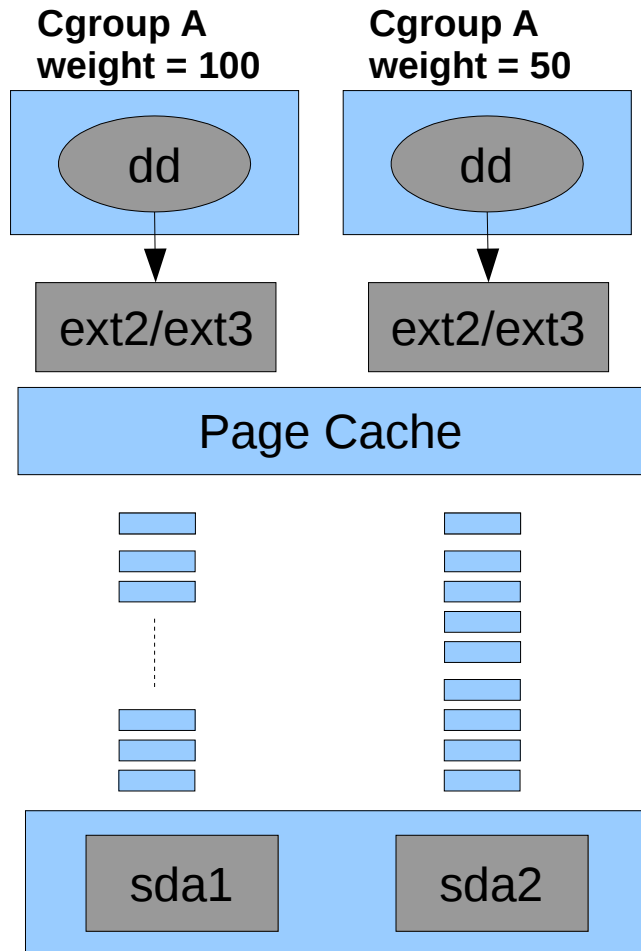 Cgroup A
weight = 100
Cgroup A
weight = 50
dd
dd
ext2/ext3
ext2/ext3
Page Cache
sda1
sda2